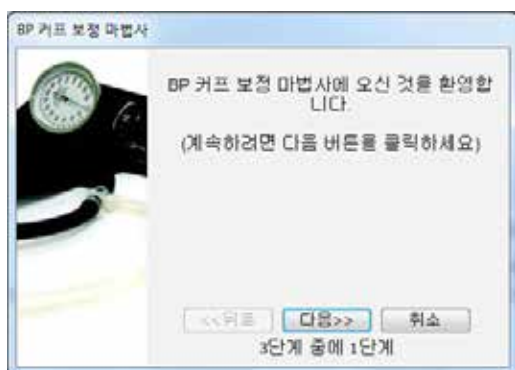 BP 커프 보정 마법사
BP 커프 보정 마법사에 오신 것을 환영합
니다.
(계속하려면 다음 버튼을 클릭하세요)
<<뒤로
다음>>
취소
3단계 중에 1단계